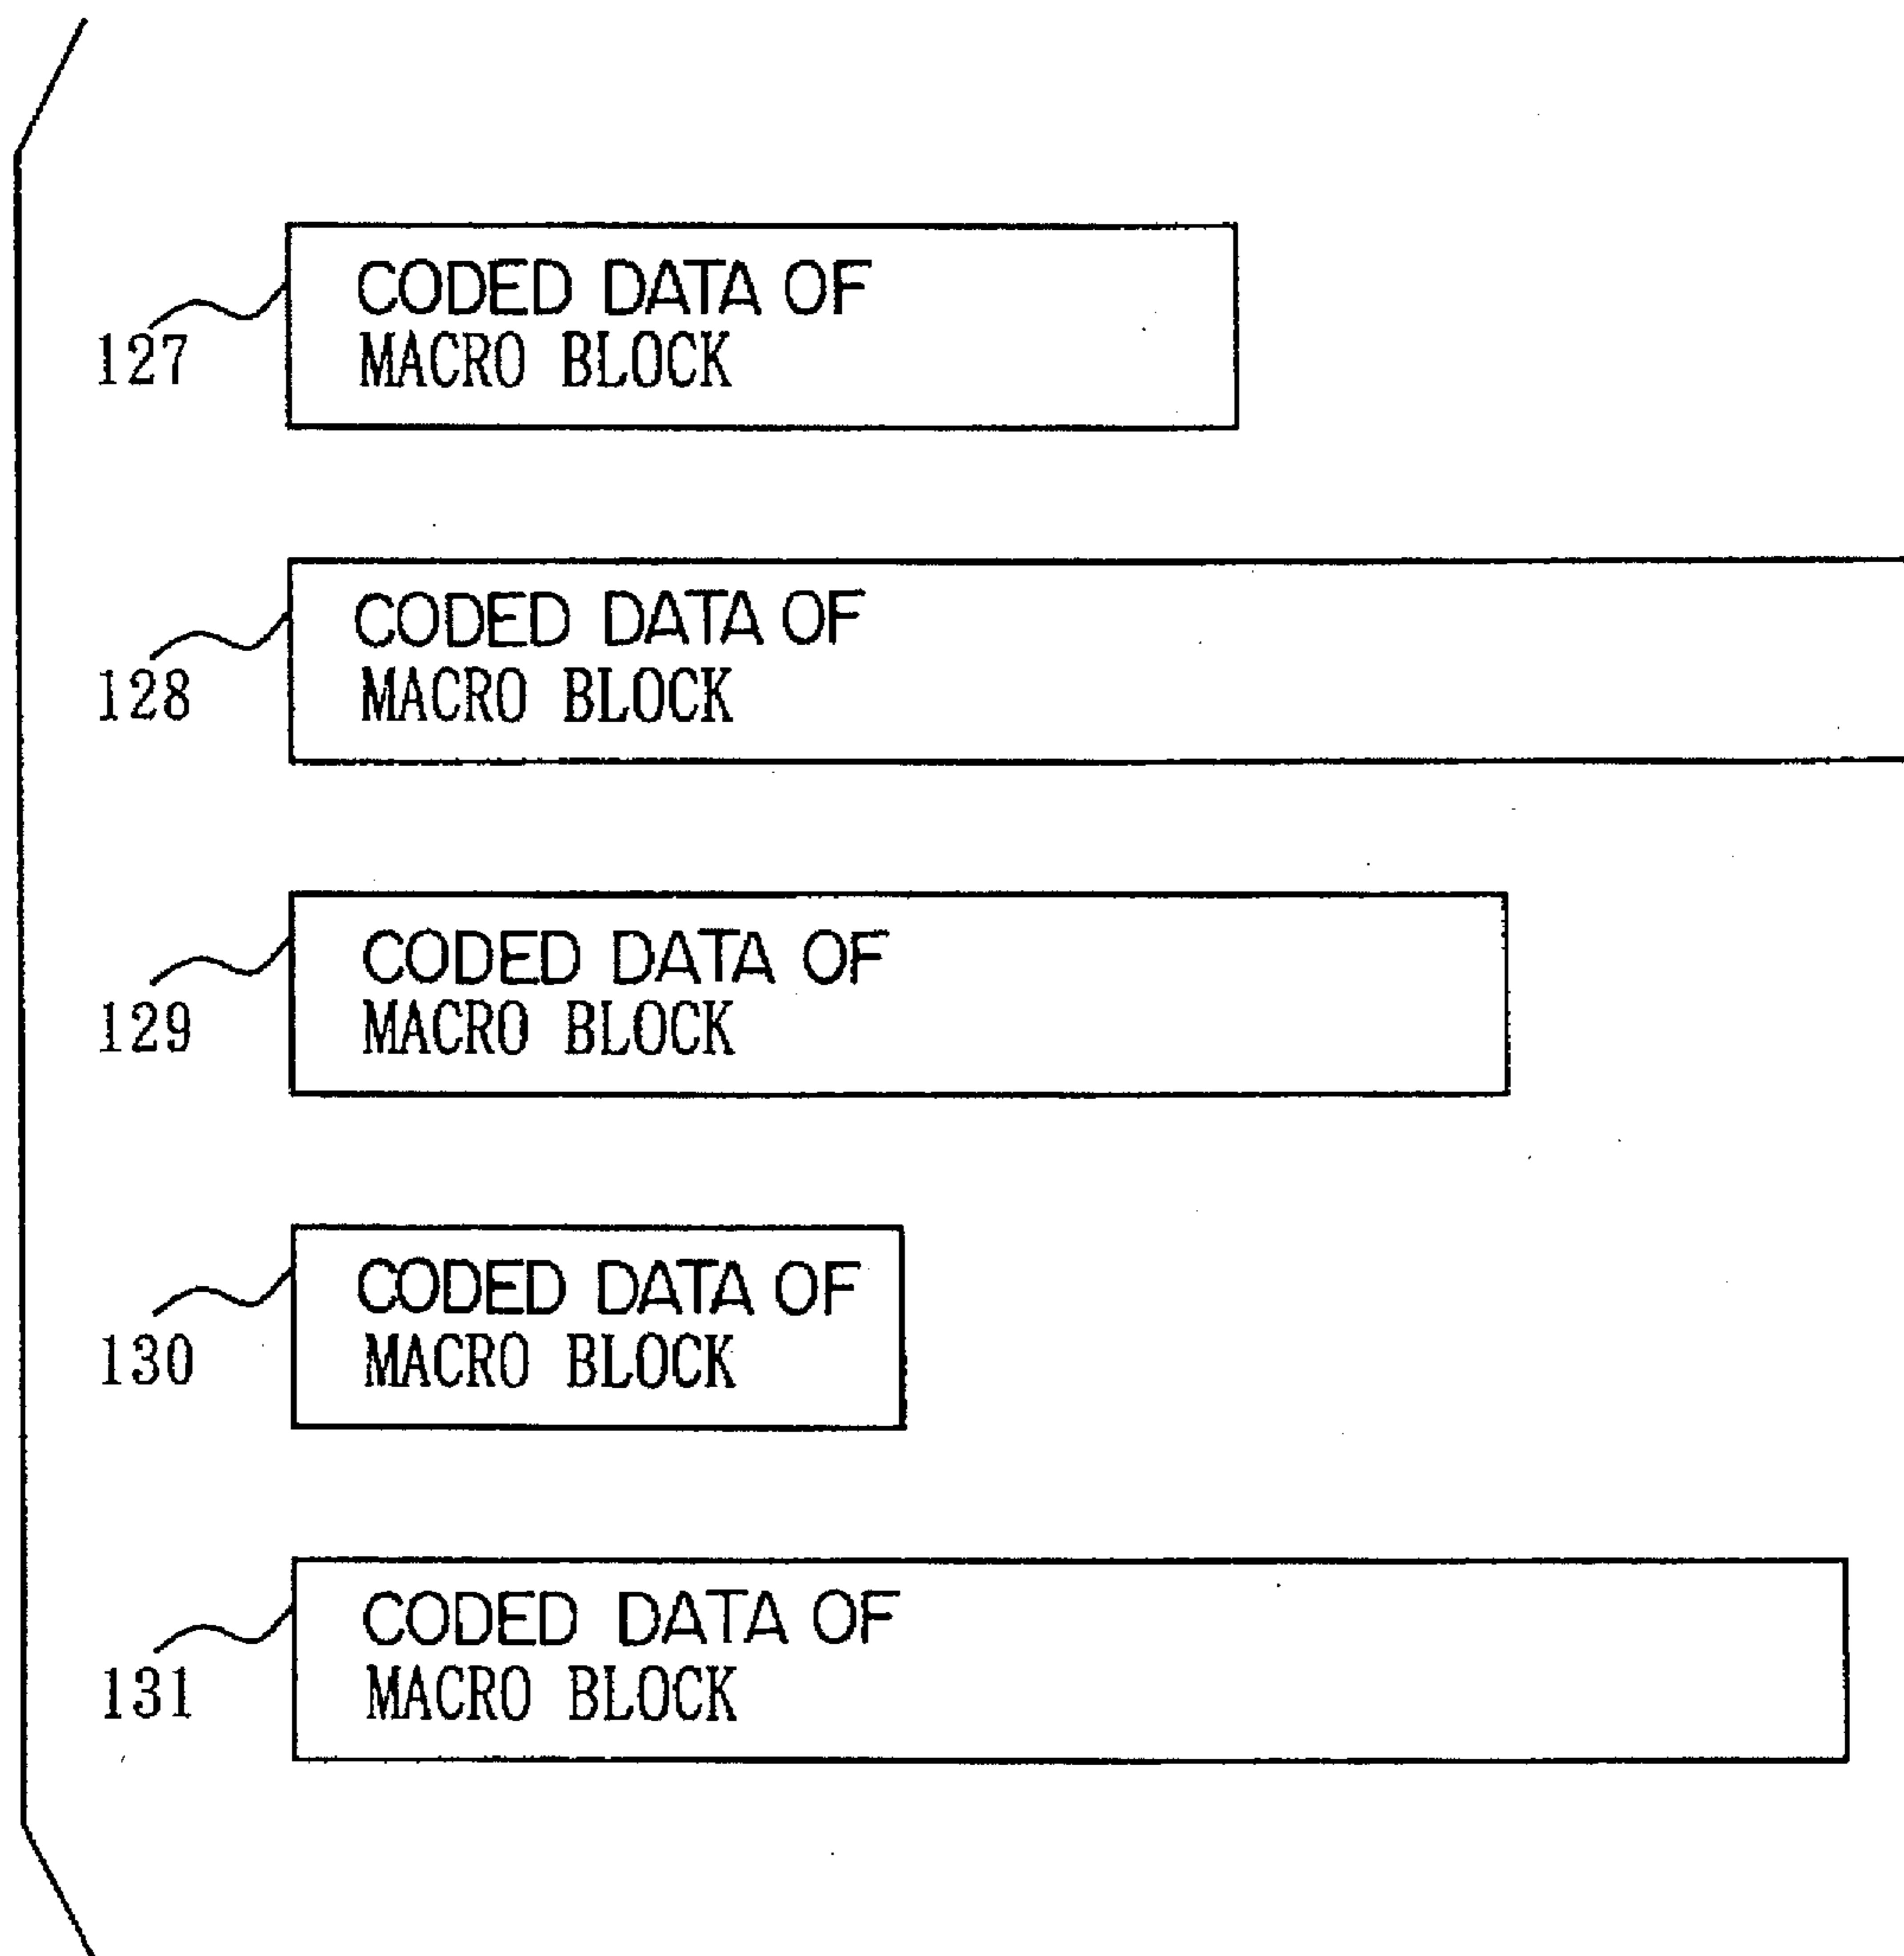 CODED DATA OF
MACRO BLOCK
127
CODED DATA OF
MACRO BLOCK
128
CODED DATA OF
MACRO BLOCK
129
CODED DATA OF
MACRO BLOCK
130
CODED DATA OF
MACRO BLOCK
131